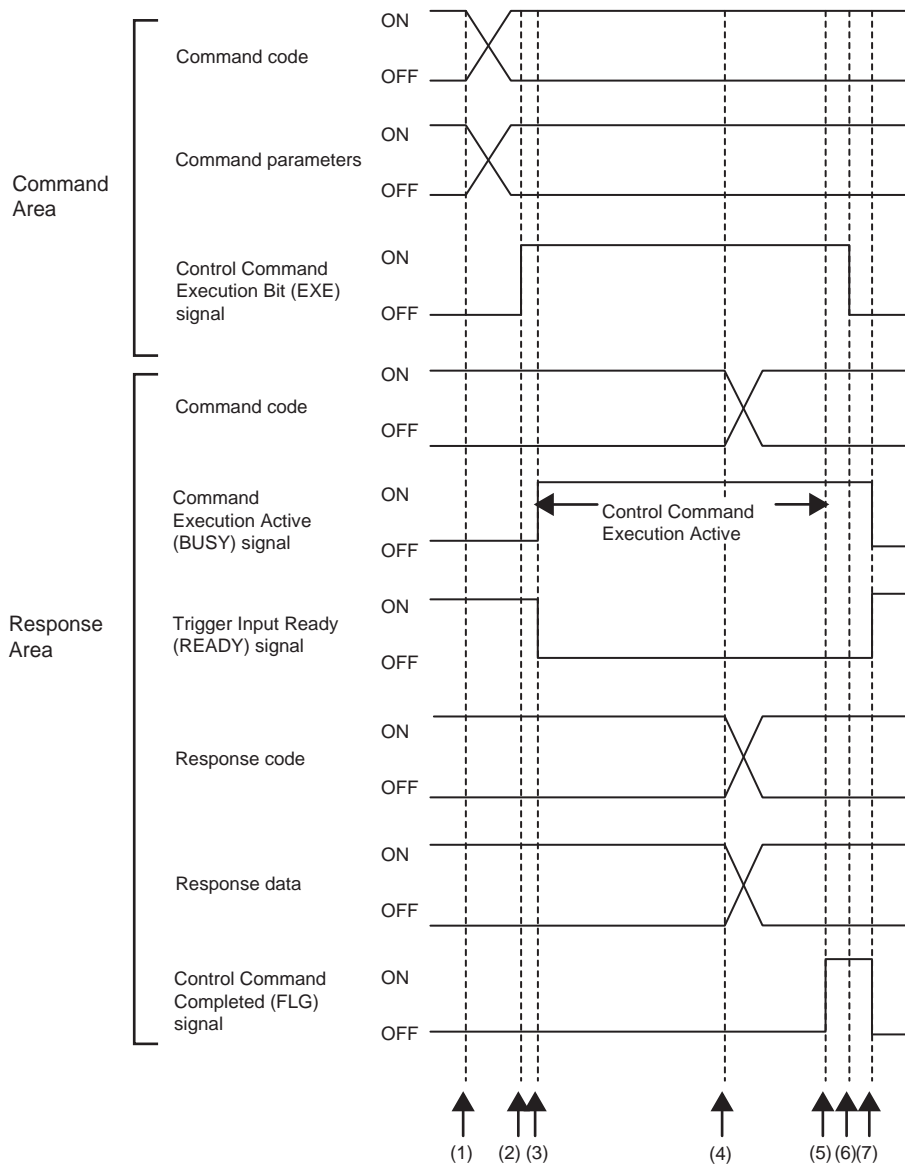 Command
Area
Command code
ON
OFF
Command parameters
ON
OFF
Control Command
Execution Bit (EXE)
signal
ON
OFF
Response
Area
Command code
ON
OFF
Command
Execution Active
(BUSY) signal
ON
OFF
Control Command
Execution Active
Trigger Input Ready
(READY) signal
ON
OFF
Response code
ON
OFF
Response data
ON
OFF
Control Command
Completed (FLG)
signal
ON
OFF
(1) (2) (3) (4) (5) (6) (7)